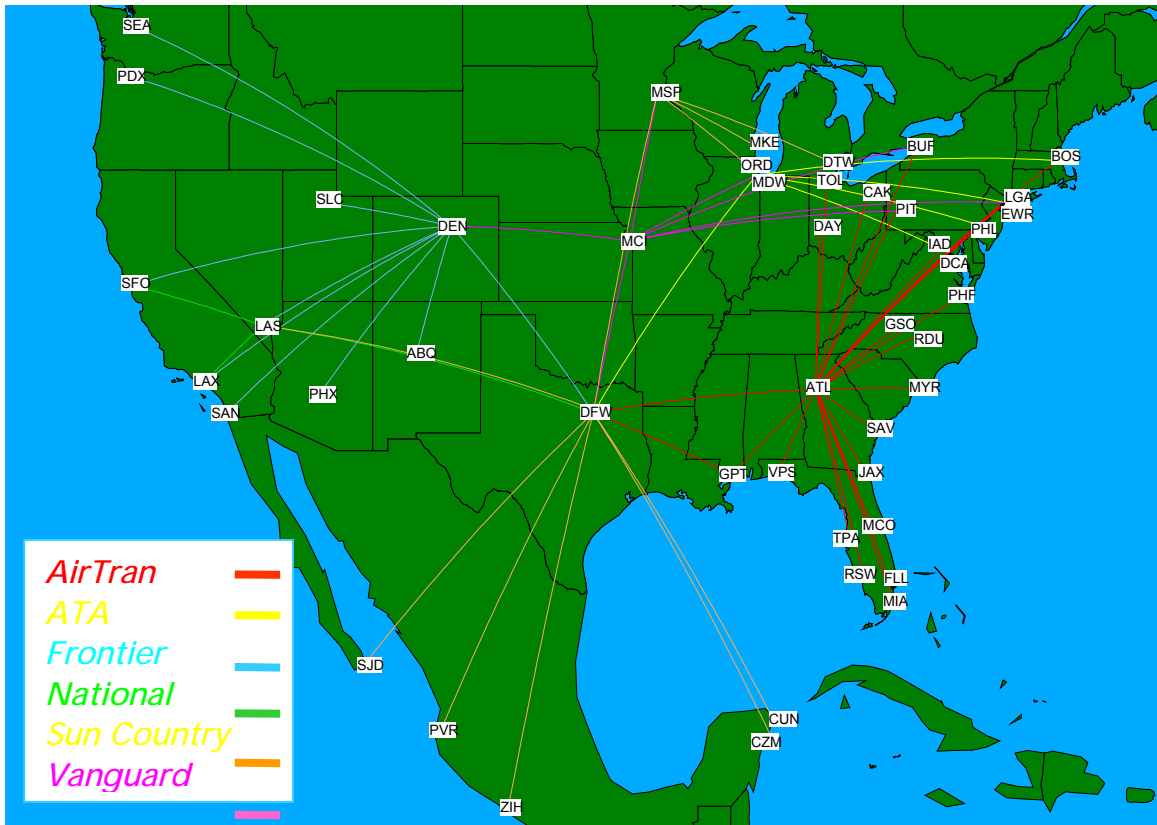 SEA
PDX
MSP
MKE
BUF
ORD
DTW
BOS
MDW
TOL
CAK
SLC
LGA
PIT
EWR
DEN
DAY
PHL
MCI
IAD
DCA
SFO
PHF
LAS
GSO
RDU
ABQ
LAX
ATL
MYR
PHX
SAN
DFW
SAV
GPT
VPS
JAX
MCO
TPA
AirTran
RSW
FLL
ATA
MIA
Frontier
SJD
National
CUN
Sun Country
PVR
CZM
Vanguard
ZIH